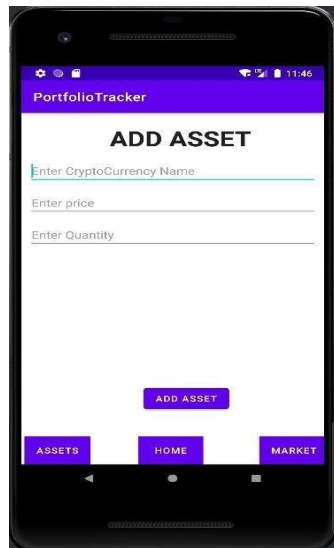 11:46
PortfolioTracker
ADD ASSET
Enter CryptoCurrency Name
Enter price
Enter Quantity
ADD ASSET
ASSETS HOME MARKET